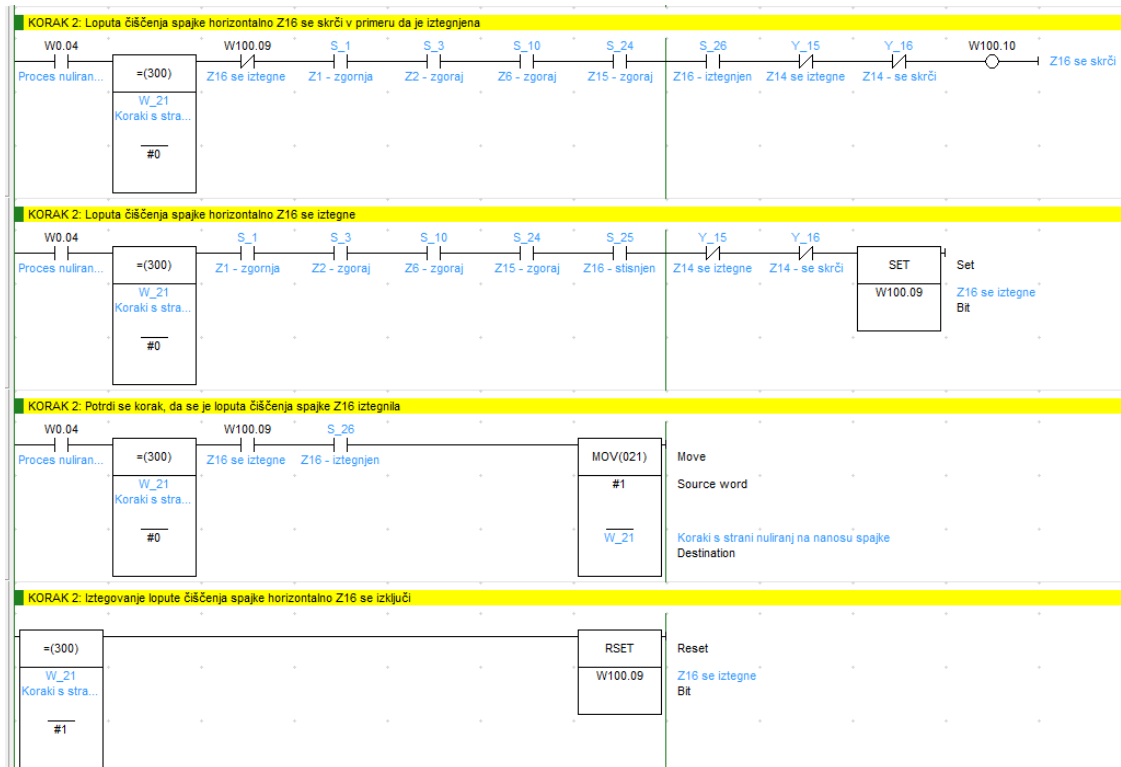 KORAK 2: Loputa čiščenja spajke horizontalno Z16 se skrči v primeru da je iztegnjena
W0.04 W100.09 S_1 S_3 S_10 S_24 S_26 Y_15 Y_16 W100.10
Proces nuliran... =(300) Z16 se iztegne Z1 - zgornja Z2 - zgoraj Z6 - zgoraj Z15 - zgoraj Z16 - iztegnjen Z14 se iztegne Z14 - se skrči Z16 se skrči
W_21
Koraki s stra...
#0
KORAK 2: Loputa čiščenja spajke horizontalno Z16 se iztegne
W0.04 S_1 S_3 S_10 S_24 S_25 Y_15 Y_16
Proces nuliran... =(300) Z1 - zgornja Z2 - zgoraj Z6 - zgoraj Z15 - zgoraj Z16 - stisnjen Z14 se iztegne Z14 - se skrči SET Set
W_21 W100.09 Z16 se iztegne
Koraki s stra... Bit
#0
KORAK 2: Potrdi se korak, da se je loputa čiščenja spajke Z16 iztegnila
W0.04 W100.09 S_26
Proces nuliran... =(300) Z16 se iztegne Z16 - iztegnjen MOV(021) Move
W_21 #1 Source word
Koraki s stra...
#0 W_21 Koraki s strani nuliranj na nanosu spajke
Destination
KORAK 2: Iztegovanje lopute čiščenja spajke horizontalno Z16 se izključi
=(300) RSET Reset
W_21 W100.09 Z16 se iztegne
Koraki s stra... Bit
#1